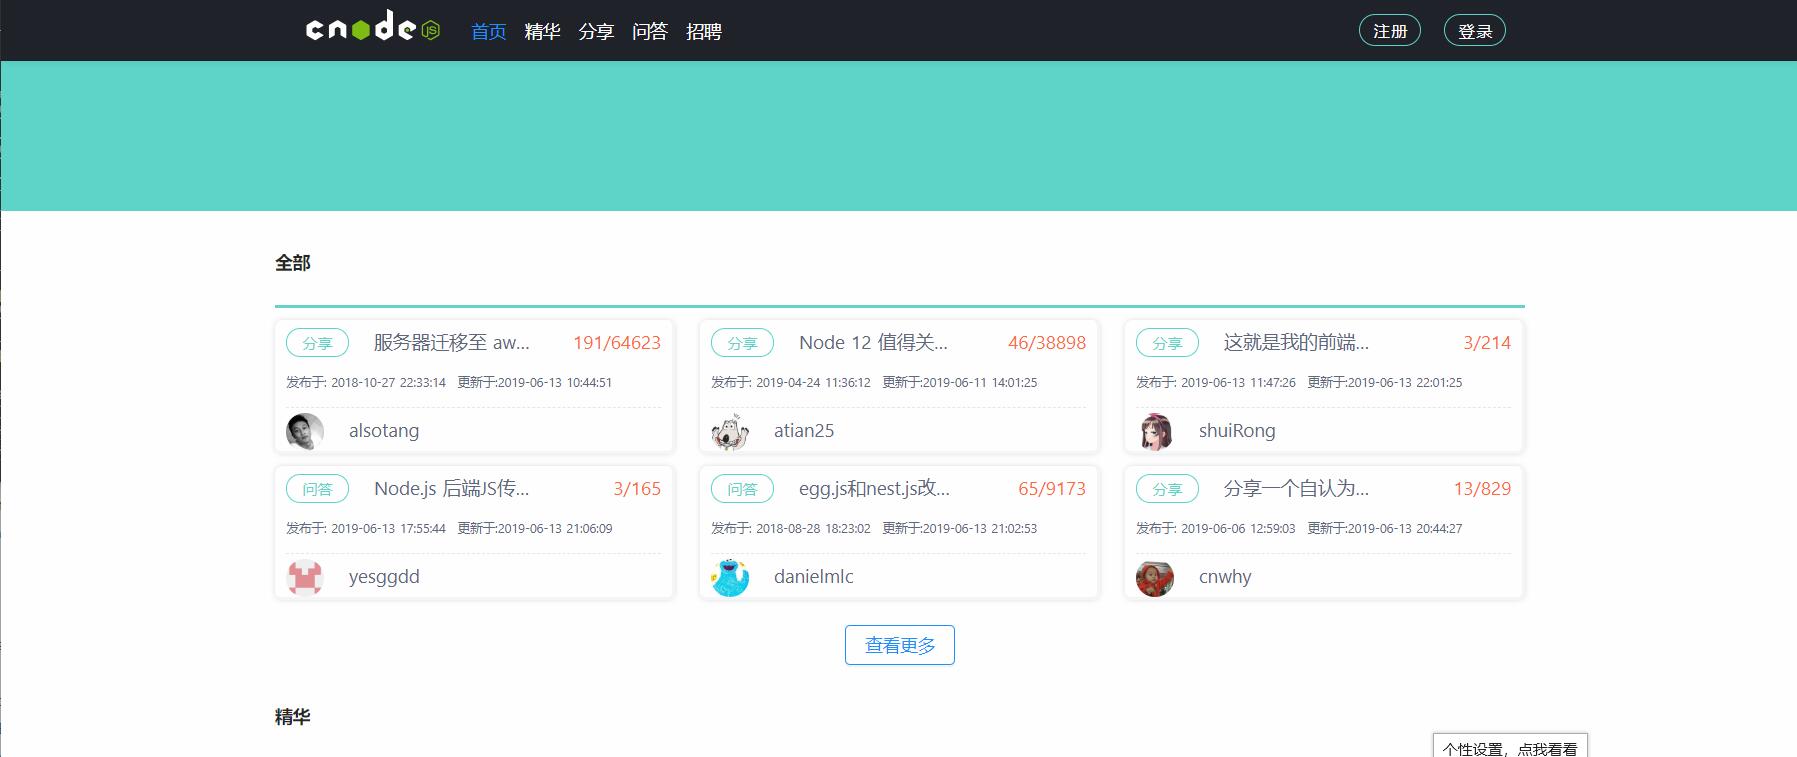 cnodejs 首页 精华 分享 问答 招聘 注册 登录
全部
分享 服务器迁移至 aw... 191/64623
发布于: 2018-10-27 22:33:14 更新于:2019-06-13 10:44:51
alsotang
分享 Node 12 值得关... 46/38898
发布于: 2019-04-24 11:36:12 更新于:2019-06-11 14:01:25
atian25
分享 这就是我的前端... 3/214
发布于: 2019-06-13 11:47:26 更新于:2019-06-13 22:01:25
shuiRong
问答 Node.js 后端JS传... 3/165
发布于: 2019-06-13 17:55:44 更新于:2019-06-13 21:06:09
yesggdd
问答 egg.js和nest.js改... 65/9173
发布于: 2018-08-28 18:23:02 更新于:2019-06-13 21:02:53
danielmlc
分享 分享一个自认为... 13/829
发布于: 2019-06-06 12:59:03 更新于:2019-06-13 20:44:27
cnwhy
查看更多
精华
个性设置，点我看看